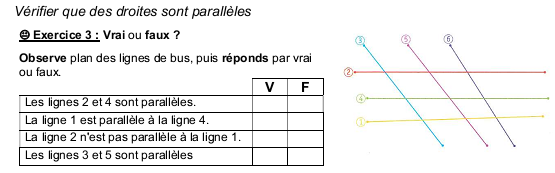 Vérifier que des droites sont parallèles
☹ Exercice 3 : Vrai ou faux ?
Observe plan des lignes de bus, puis réponds par vrai
ou faux.
V F
Les lignes 2 et 4 sont parallèles.
La ligne 1 est parallèle à la ligne 4.
La ligne 2 n'est pas parallèle à la ligne 1.
Les lignes 3 et 5 sont parallèles
3 5 6
2
4
1